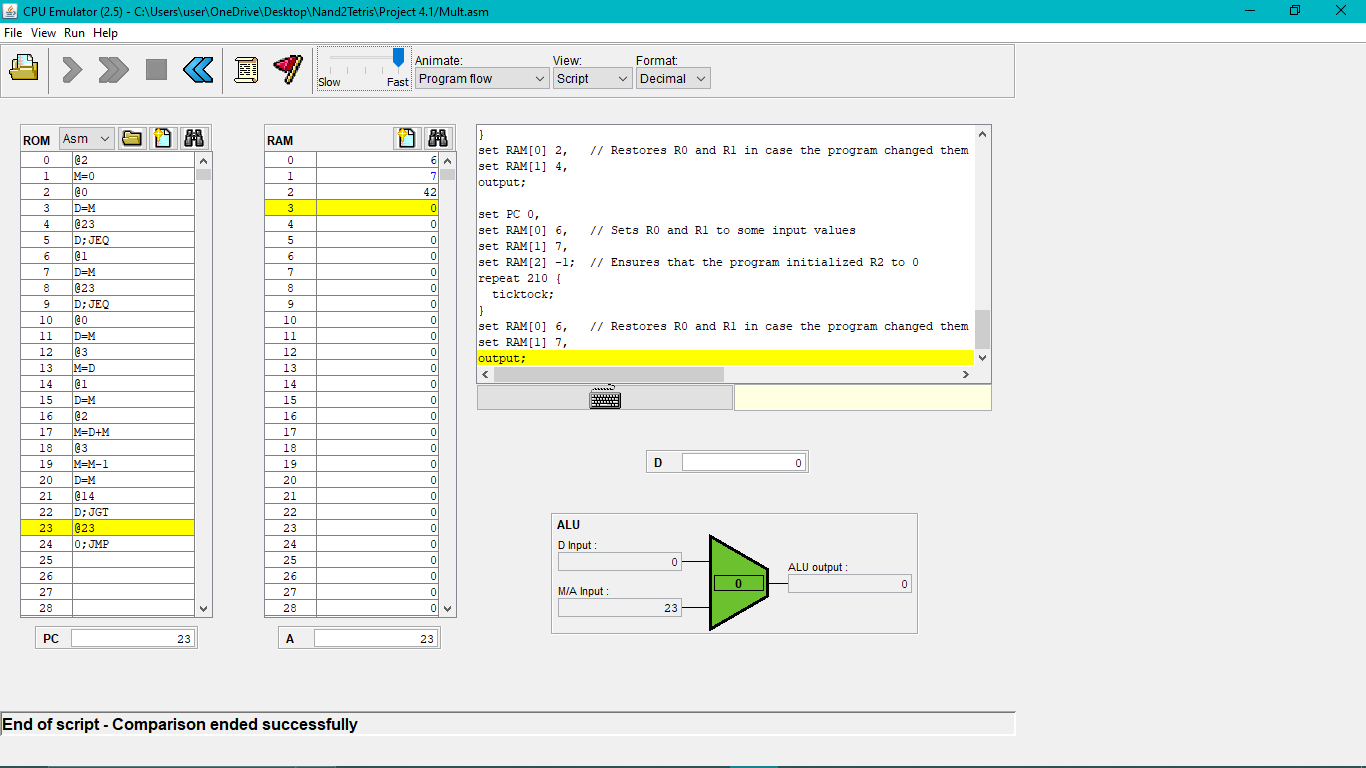 CPU Emulator (2.5) - C:\Users\user\OneDrive\Desktop\Nand2Tetris\Project 4.1/Mult.asm
File View Run Help
Slow Fast
Animate:
Program flow
View:
Script
Format:
Decimal
ROM Asm
0 @2
1 M=0
2 @0
3 D=M
4 @23
5 D;JEQ
6 @1
7 D=M
8 @23
9 D;JEQ
10 @0
11 D=M
12 @3
13 M=D
14 @1
15 D=M
16 @2
17 M=D+M
18 @3
19 M=M-1
20 D=M
21 @14
22 D;JGT
23 @23
24 0;JMP
25
26
27
28
PC 23
RAM
0 6
1 7
2 42
3 0
4 0
5 0
6 0
7 0
8 0
9 0
10 0
11 0
12 0
13 0
14 0
15 0
16 0
17 0
18 0
19 0
20 0
21 0
22 0
23 0
24 0
25 0
26 0
27 0
28 0
A 23
}
set RAM[0] 2,   // Restores R0 and R1 in case the program changed them
set RAM[1] 4,
output;
set PC 0,
set RAM[0] 6,   // Sets R0 and R1 to some input values
set RAM[1] 7,
set RAM[2] -1;  // Ensures that the program initialized R2 to 0
repeat 210 {
  ticktock;
}
set RAM[0] 6,   // Restores R0 and R1 in case the program changed them
set RAM[1] 7,
output;
D 0
ALU
D Input :
0
M/A Input :
23
0
ALU output :
0
End of script - Comparison ended successfully